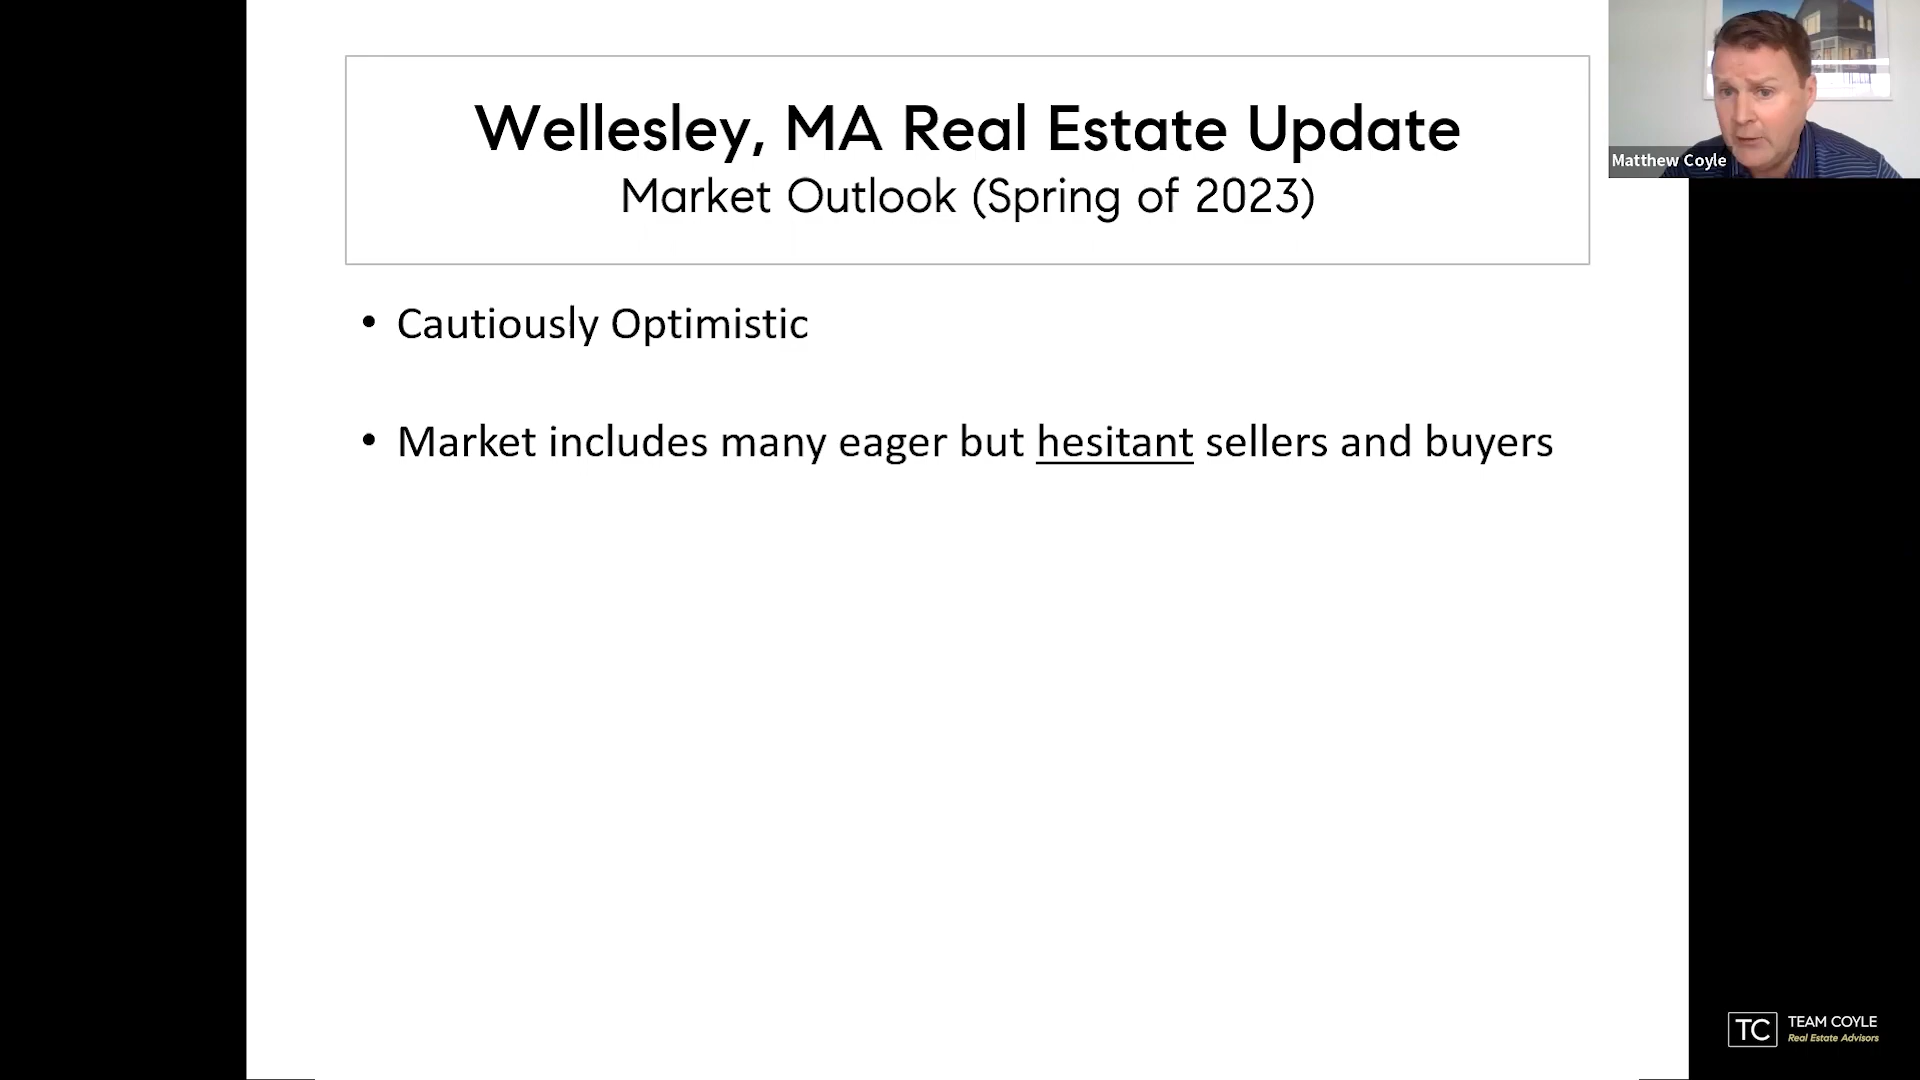 Wellesley, MA Real Estate Update
Market Outlook (Spring of 2023)
Matthew Coyle
• Cautiously Optimistic
• Market includes many eager but hesitant sellers and buyers
TC
TEAM COYLE
Real Estate Advisors